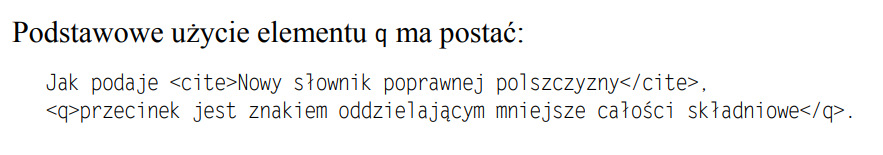 Podstawowe użycie elementu q ma postać:
Jak podaje <cite>Nowy słownik poprawnej polszczyzny</cite>,
<q>przecinek jest znakiem oddzielającym mniejsze całości składniowe</q>.